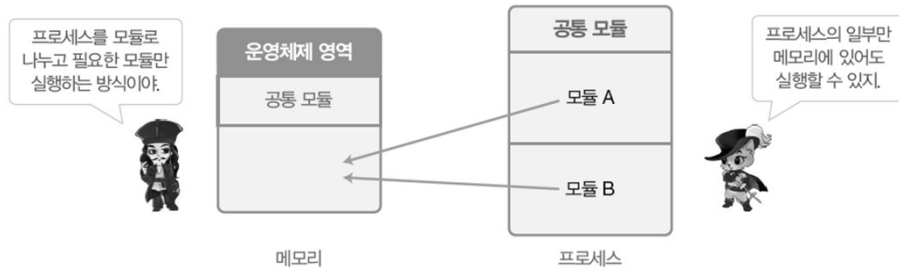 프로세스를 모듈로
나누고 필요한 모듈만
실행하는 방식이야.
운영체제 영역
공통 모듈
메모리
공통 모듈
모듈 A
모듈 B
프로세스
프로세스의 일부만
메모리에 있어도
실행할 수 있지.